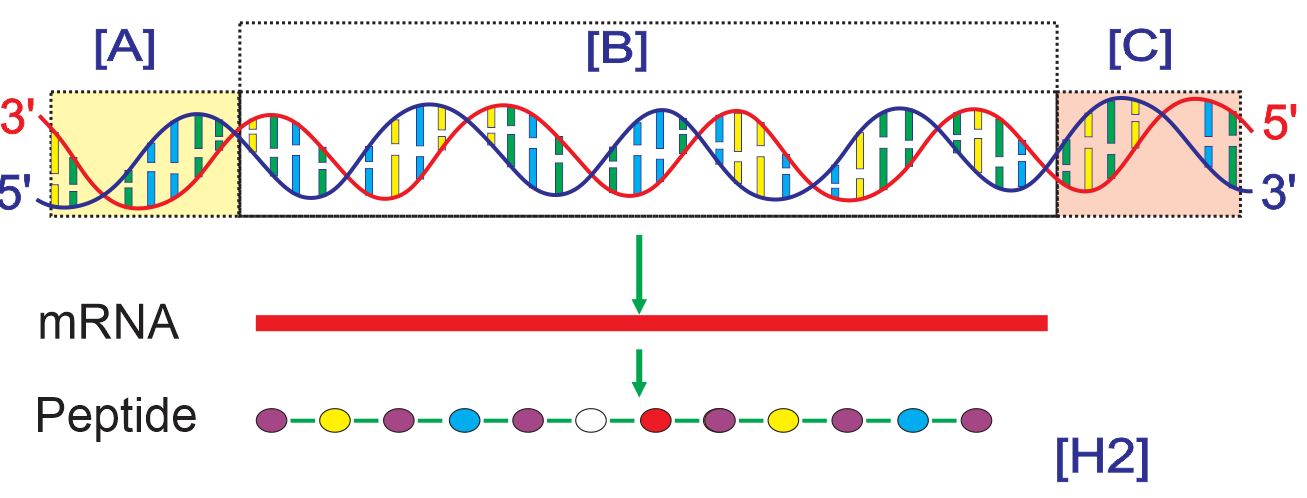 [A] [B] [C]
3' 5'
5' 3'
mRNA
Peptide
[H2]